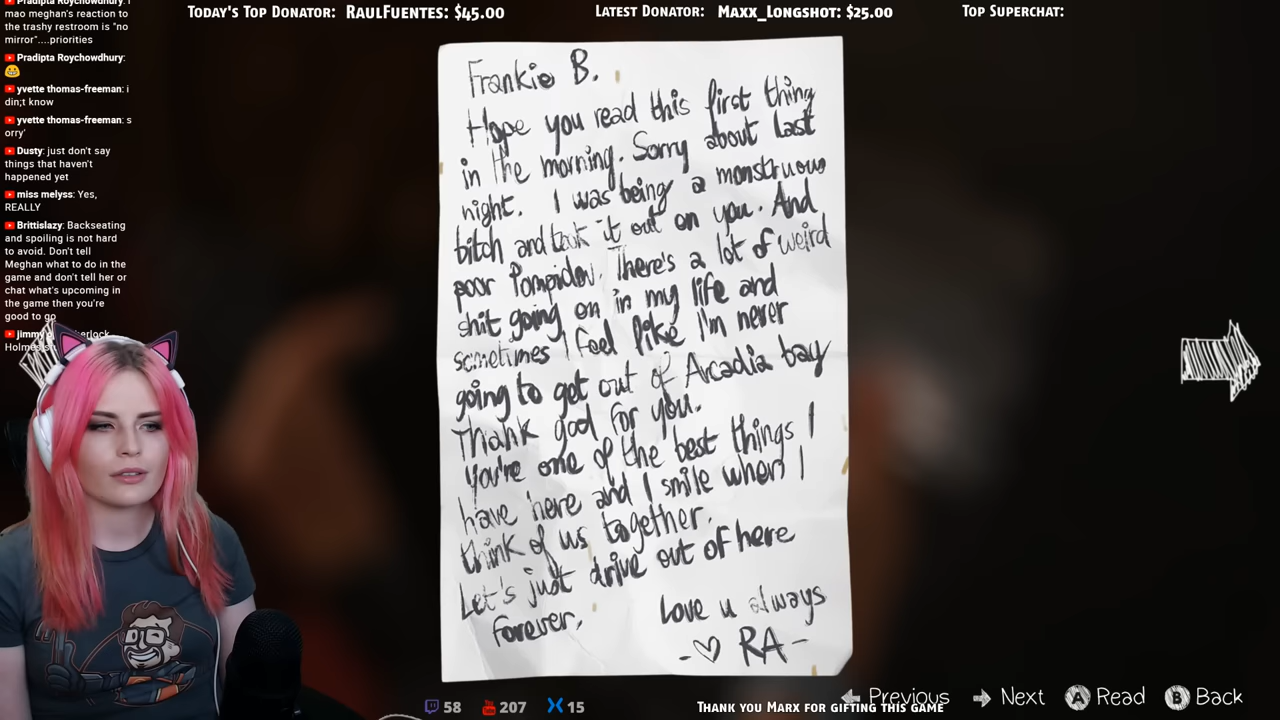 Today's Top Donator: RaulFuentes: $45.00
Latest Donator: Maxx_Longshot: $25.00
Top Superchat:
mao meghan's reaction to
the trashy restroom is "no
mirror"....priorities
Pradipta Roychowdhury:
yvette thomas-freeman: i
din;t know
yvette thomas-freeman: s
orry'
Dusty: just don't say
things that haven't
happened yet
miss melyss: Yes,
REALLY
Brittislazy: Backseating
and spoiling is not hard
to avoid. Don't tell
Meghan what to do in the
game and don't tell her or
chat what's upcoming in
the game then you're
good to go
Frankie B.
Hope you read this first thing
in the morning. Sorry about last
night. I was being a monstruous
bitch and took it out on you. And
poor Pompidou. There's a lot of weird
shit going on in my life and
sometimes I feel like I'm never
going to get out of Arcadia bay
Thank god for you.
You're one of the best things I
have here and I smile when I
think of us together.
Let's just drive out of here
forever.
Love u always
- ♡ RA -
58 207 15
Thank you Marx for gifting this game
Previous Next A Read B Back